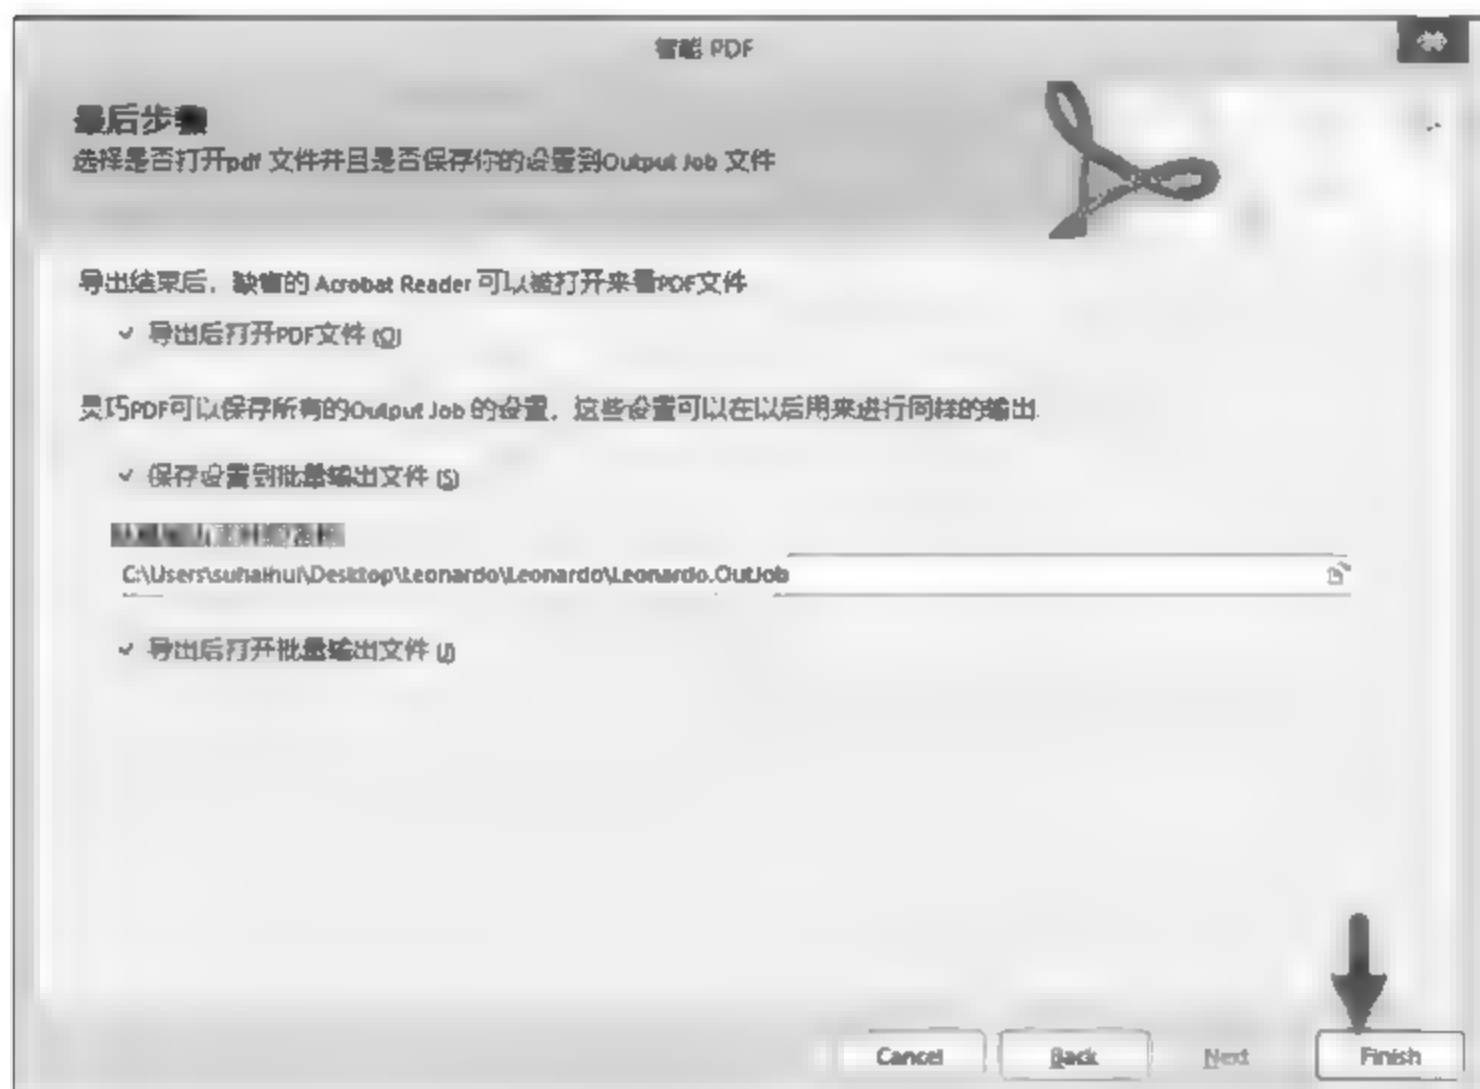 智能 PDF
最后步骤
选择是否打开pdf 文件并且是否保存你的设置到Output Job 文件
导出结束后，缺省的 Acrobat Reader 可以被打开来看PDF文件
导出后打开PDF文件 (O)
灵巧PDF可以保存所有的Output Job 的设置，这些设置可以在以后用来进行同样的输出.
保存设置到批量输出文件 (S)
C:\Users\suhaihui\Desktop\Leonardo\Leonardo\Leonardo.OutJob
导出后打开批量输出文件 (J)
Cancel Back Next Finish